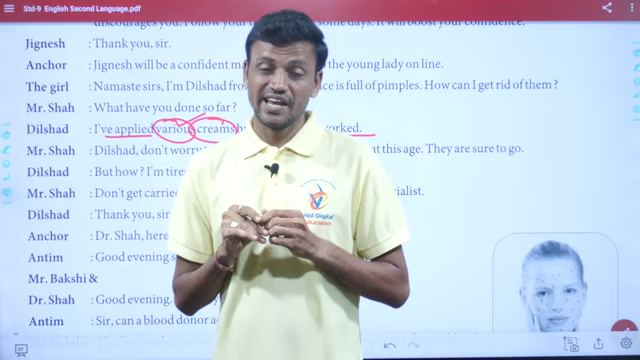 Std-9 English Second Language.pdf
discourages you. Follow your days. It will boost your confidence.
Jignesh : Thank you, sir.
Anchor : Jignesh will be a confident m the young lady on line.
The girl : Namaste sirs, I'm Dilshad from ce is full of pimples. How can I get rid of them?
Mr. Shah : What have you done so far?
Dilshad : I've applied various creams b orked.
Mr. Shah : Dilshad, don't worry t this age. They are sure to go.
Dilshad : But how? I'm tire
Mr. Shah : Don't get carried cialist.
Dilshad : Thank you, sir
Anchor : Dr. Shah, here
Antim : Good evening s
Mr. Bakshi &
Dr. Shah : Good evening.
Antim : Sir, can a blood donor a
Digital
Education